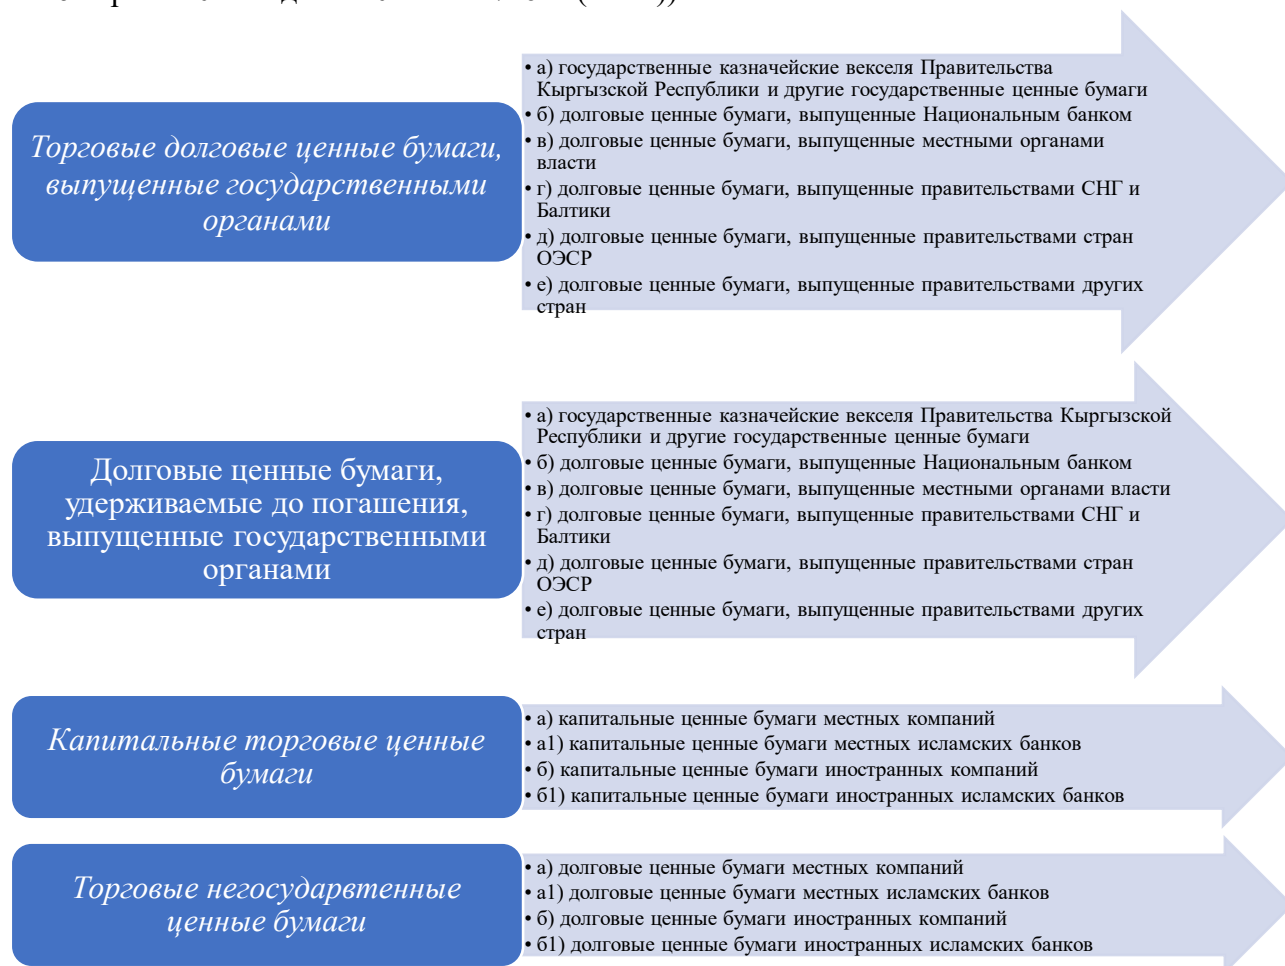 Торговые долговые ценные бумаги,
выпущенные государственными
органами
• а) государственные казначейские векселя Правительства
Кыргызской Республики и другие государственные ценные бумаги
• б) долговые ценные бумаги, выпущенные Национальным банком
• в) долговые ценные бумаги, выпущенные местными органами
власти
• г) долговые ценные бумаги, выпущенные правительствами СНГ и
Балтики
• д) долговые ценные бумаги, выпущенные правительствами стран
ОЭСР
• е) долговые ценные бумаги, выпущенные правительствами других
стран
Долговые ценные бумаги,
удерживаемые до погашения,
выпущенные государственными
органами
• а) государственные казначейские векселя Правительства Кыргызской
Республики и другие государственные ценные бумаги
• б) долговые ценные бумаги, выпущенные Национальным банком
• в) долговые ценные бумаги, выпущенные местными органами власти
• г) долговые ценные бумаги, выпущенные правительствами СНГ и
Балтики
• д) долговые ценные бумаги, выпущенные правительствами стран
ОЭСР
• е) долговые ценные бумаги, выпущенные правительствами других
стран
Капитальные торговые ценные
бумаги
• а) капитальные ценные бумаги местных компаний
• а1) капитальные ценные бумаги местных исламских банков
• б) капитальные ценные бумаги иностранных компаний
• б1) капитальные ценные бумаги иностранных исламских банков
Торговые негосударвтенные
ценные бумаги
• а) долговые ценные бумаги местных компаний
• а1) долговые ценные бумаги местных исламских банков
• б) долговые ценные бумаги иностранных компаний
• б1) долговые ценные бумаги иностранных исламских банков